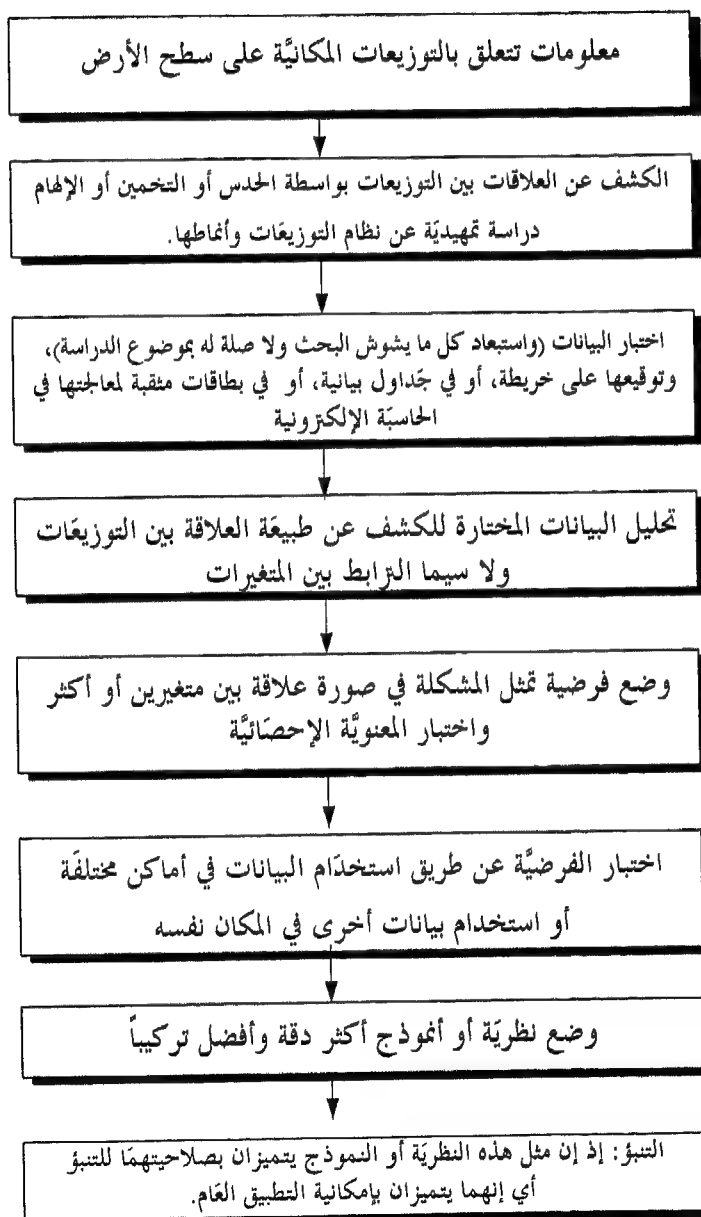 معلومات تتعلق بالتوزيعات المكانيَّة على سطح الأرض
الكشف عن العلاقات بين التوزيعات بواسطة الحدس أو التخمين أو الإلهام
دراسة تمهيديَة عن نظام التوزيعَات وأنماطها.
اختبار البيانات (واستبعاد كل ما يشوش البحث ولا صلة له بموضوع الدراسة)،
وتوقيعها على خريطة، أو في جَداول بيانية، أو في بطاقات مثقبة لمعالجتها في
الحاسبَة الإلكترونية
تحليل البيانات المختارة للكشف عن طبيعَة العلاقة بين التوزيعَات
ولا سيما الترابط بين المتغيرات
وضع فرضية تمثل المشكلة في صورة علاقة بين متغيرين أو أكثر
واختبار المعنويَّة الإحصَائيَّة
اختبار الفرضيَّة عن طريق استخدَام البيانات في أماكن مختلفَة
أو استخدام بيانات أخرى في المكان نفسه
وضع نظريَة أو أنموذج أكثر دقة وأفضل تركيباً
التنبؤ: إذ إن مثل هذه النظريَة أو النموذج يتميزان بصلاحيتهمَا للتنبؤ
أي إنهما يتميزان بإمكانية التطبيق العَام.